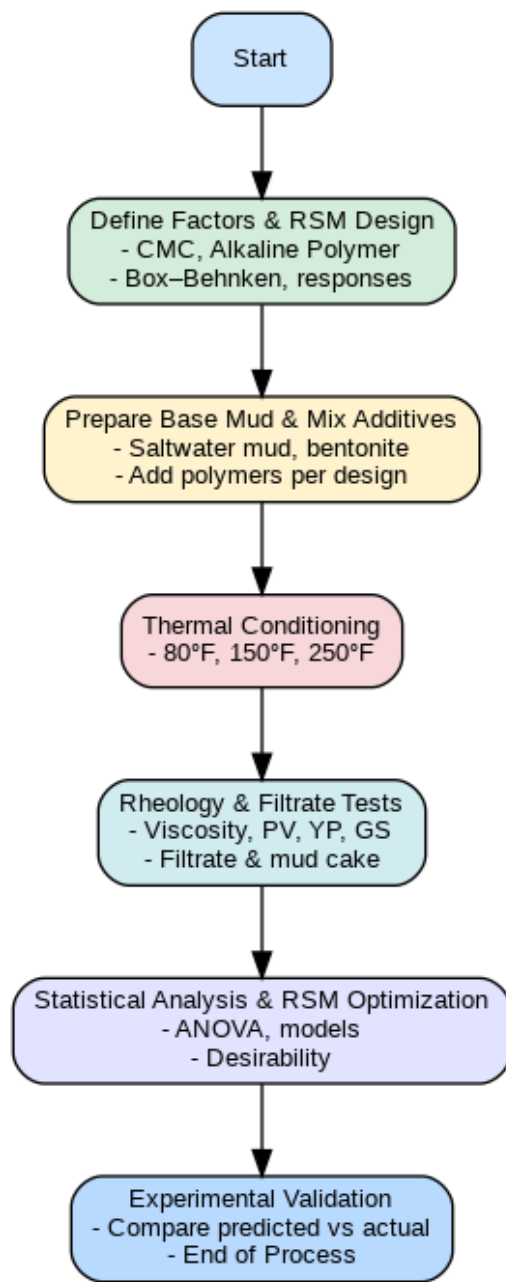 Start
Define Factors & RSM Design
- CMC, Alkaline Polymer
- Box–Behnken, responses
Prepare Base Mud & Mix Additives
- Saltwater mud, bentonite
- Add polymers per design
Thermal Conditioning
- 80°F, 150°F, 250°F
Rheology & Filtrate Tests
- Viscosity, PV, YP, GS
- Filtrate & mud cake
Statistical Analysis & RSM Optimization
- ANOVA, models
- Desirability
Experimental Validation
- Compare predicted vs actual
- End of Process